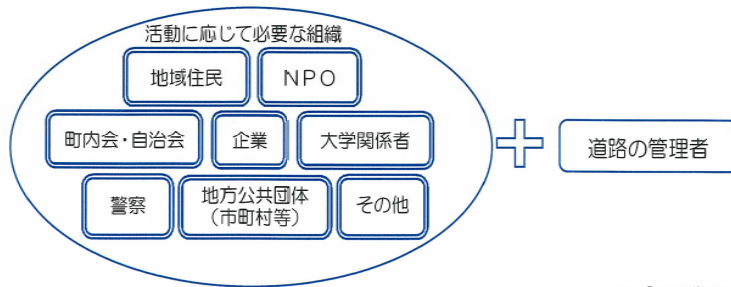 活動に応じて必要な組織
地域住民
NPO
町内会・自治会
企業
大学関係者
道路の管理者
警察
地方公共団体
（市町村等）
その他